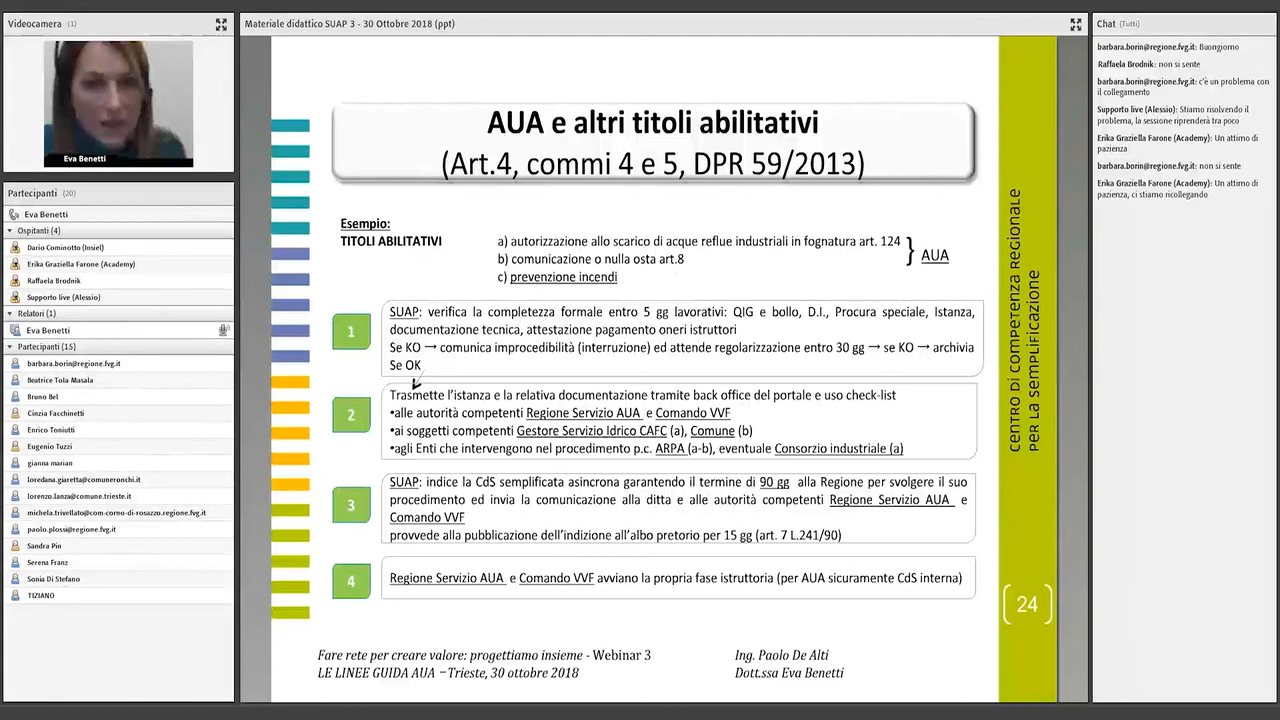 Videocamera (1)
Eva Benetti
Partecipanti (20)
Eva Benetti
Ospitanti (4)
Dario Cominotto (Insiel)
Erika Graziella Farone (Academy)
Raffaela Brodnik
Supporto live (Alessio)
Relatori (1)
Eva Benetti
Partecipanti (15)
barbara.borin@regione.fvg.it
Beatrice Tola Masala
Bruno Bel
Cinzia Facchinetti
Enrico Toniutti
Eugenio Tuzzi
gianna marian
loredana.giaretta@comuneronchi.it
lorenzo.lanza@comune.trieste.it
michela.trivellato@com-corno-di-rosazzo.regione.fvg.it
paolo.plossi@regione.fvg.it
Sandra Pin
Serena Franz
Sonia Di Stefano
TIZIANO
Materiale didattico SUAP 3 - 30 Ottobre 2018 (ppt)
AUA e altri titoli abilitativi
(Art.4, commi 4 e 5, DPR 59/2013)
Esempio:
TITOLI ABILITATIVI
a) autorizzazione allo scarico di acque reflue industriali in fognatura art. 124
b) comunicazione o nulla osta art.8
c) prevenzione incendi
} AUA
1
SUAP: verifica la completezza formale entro 5 gg lavorativi: QIG e bollo, D.I., Procura speciale, Istanza,
documentazione tecnica, attestazione pagamento oneri istruttori
Se KO → comunica improcedibilità (interruzione) ed attende regolarizzazione entro 30 gg → se KO → archivia
Se OK
2
Trasmette l'istanza e la relativa documentazione tramite back office del portale e uso check-list
•alle autorità competenti Regione Servizio AUA e Comando VVF
•ai soggetti competenti Gestore Servizio Idrico CAFC (a), Comune (b)
•agli Enti che intervengono nel procedimento p.c. ARPA (a-b), eventuale Consorzio industriale (a)
3
SUAP: indice la CdS semplificata asincrona garantendo il termine di 90 gg alla Regione per svolgere il suo
procedimento ed invia la comunicazione alla ditta e alle autorità competenti Regione Servizio AUA e
Comando VVF
provvede alla pubblicazione dell'indizione all'albo pretorio per 15 gg (art. 7 L.241/90)
4
Regione Servizio AUA e Comando VVF avviano la propria fase istruttoria (per AUA sicuramente CdS interna)
Fare rete per creare valore: progettiamo insieme - Webinar 3
LE LINEE GUIDA AUA –Trieste, 30 ottobre 2018
Ing. Paolo De Alti
Dott.ssa Eva Benetti
CENTRO DI COMPETENZA REGIONALE
PER LA SEMPLIFICAZIONE
24
Chat (Tutti)
barbara.borin@regione.fvg.it: Buongiorno
Raffaela Brodnik: non si sente
barbara.borin@regione.fvg.it: c'è un problema con
il collegamento
Supporto live (Alessio): Stiamo risolvendo il
problema, la sessione riprenderà tra poco
Erika Graziella Farone (Academy): Un attimo di
pazienza
barbara.borin@regione.fvg.it: non si sente
Erika Graziella Farone (Academy): Un attimo di
pazienza, ci stiamo ricollegando